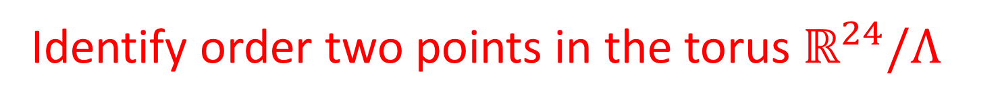 Identify order two points in the torus ℝ²⁴/Λ